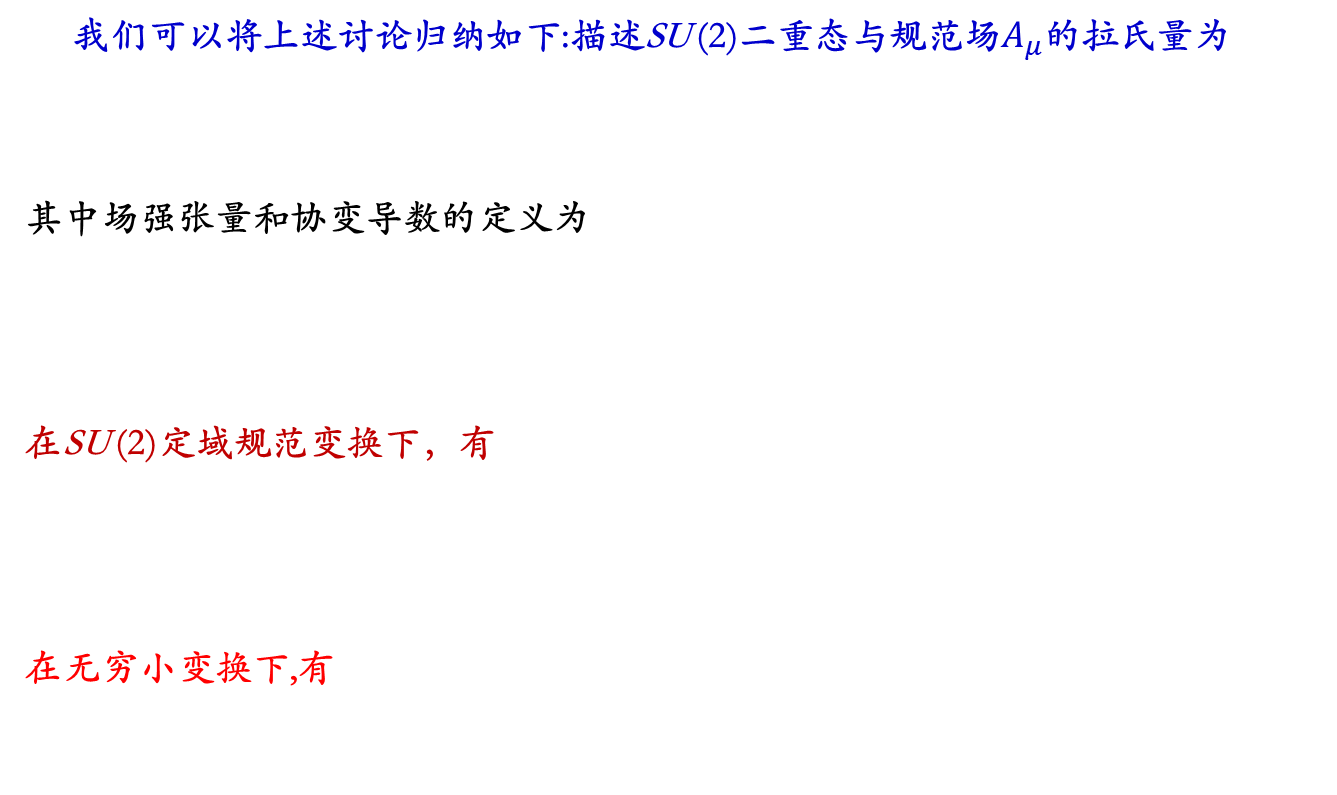 我们可以将上述讨论归纳如下:描述SU(2)二重态与规范场A_μ的拉氏量为
其中场强张量和协变导数的定义为
在SU(2)定域规范变换下，有
在无穷小变换下,有